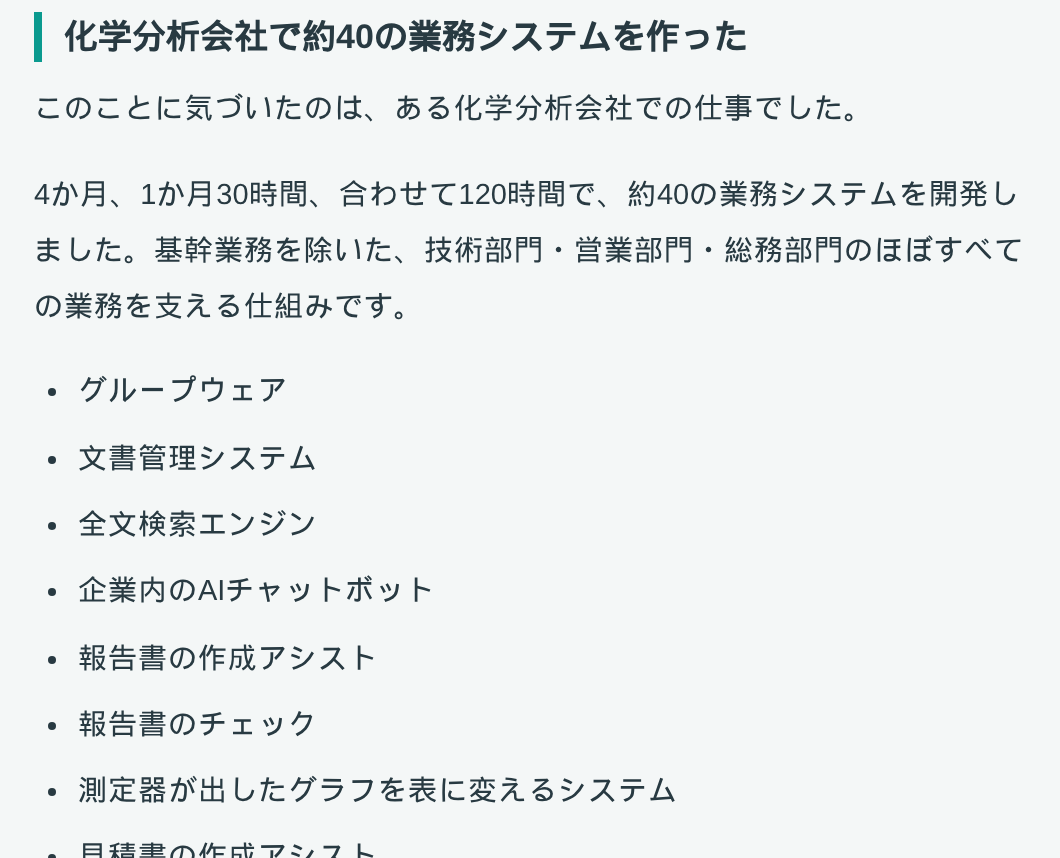 化学分析会社で約40の業務システムを作った
このことに気づいたのは、ある化学分析会社での仕事でした。
4か月、1か月30時間、合わせて120時間で、約40の業務システムを開発し
ました。基幹業務を除いた、技術部門・営業部門・総務部門のほぼすべて
の業務を支える仕組みです。
• グループウェア
• 文書管理システム
• 全文検索エンジン
• 企業内のAIチャットボット
• 報告書の作成アシスト
• 報告書のチェック
• 測定器が出したグラフを表に変えるシステム
• 見積書の作成アシスト